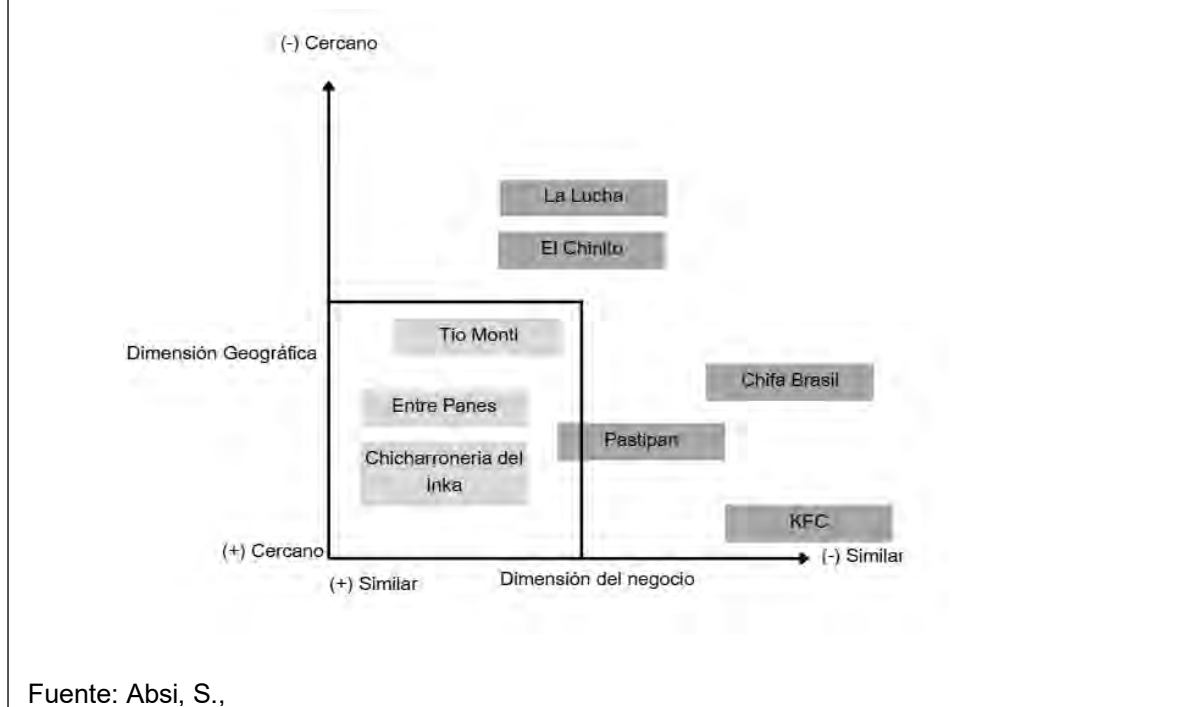 (-) Cercano
La Lucha
El Chinito
Tío Monti
Dimensión Geográfica
Chifa Brasil
Entre Panes
Pastipan
Chicharroneria del
Inka
KFC
(+) Cercano
(-) Similar
(+) Similar
Dimensión del negocio
Fuente: Absi, S.,